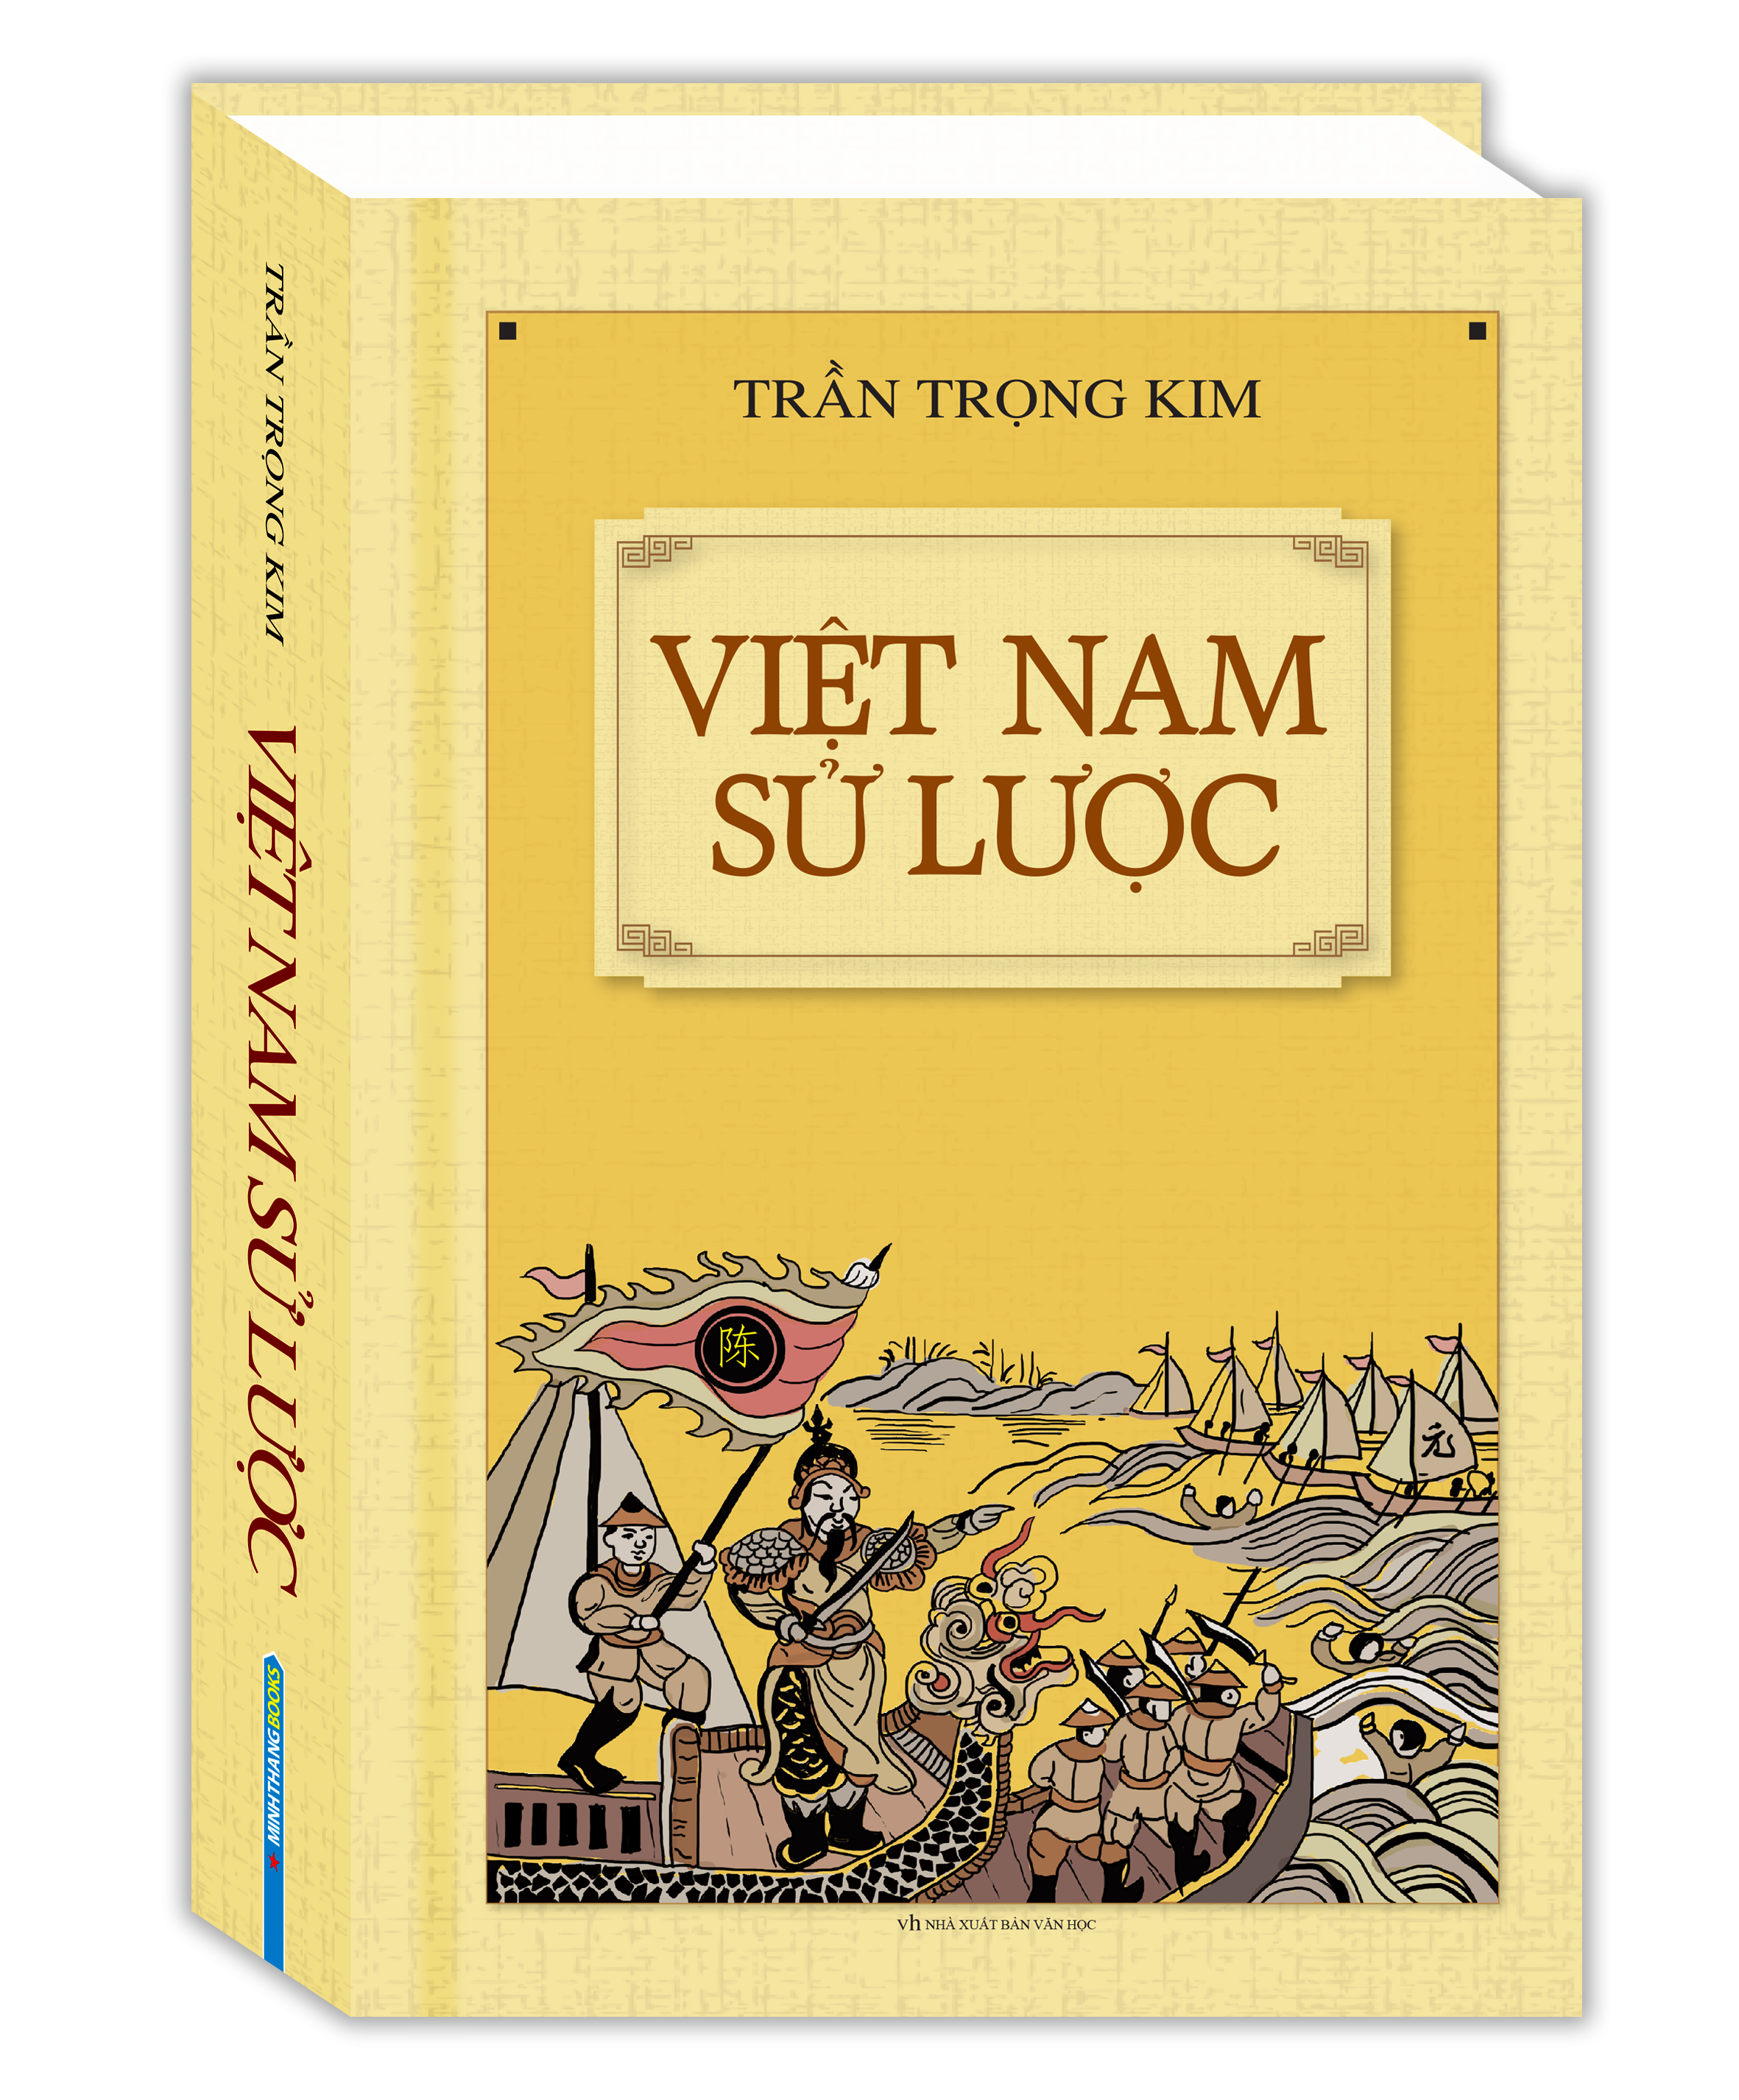 TRẦN TRỌNG KIM
VIỆT NAM
SỬ LƯỢC
陈
元
vh NHÀ XUẤT BẢN VĂN HỌC
TRẦN TRỌNG KIM
VIỆT NAM SỬ LƯỢC
MINHTHANGBOOKS